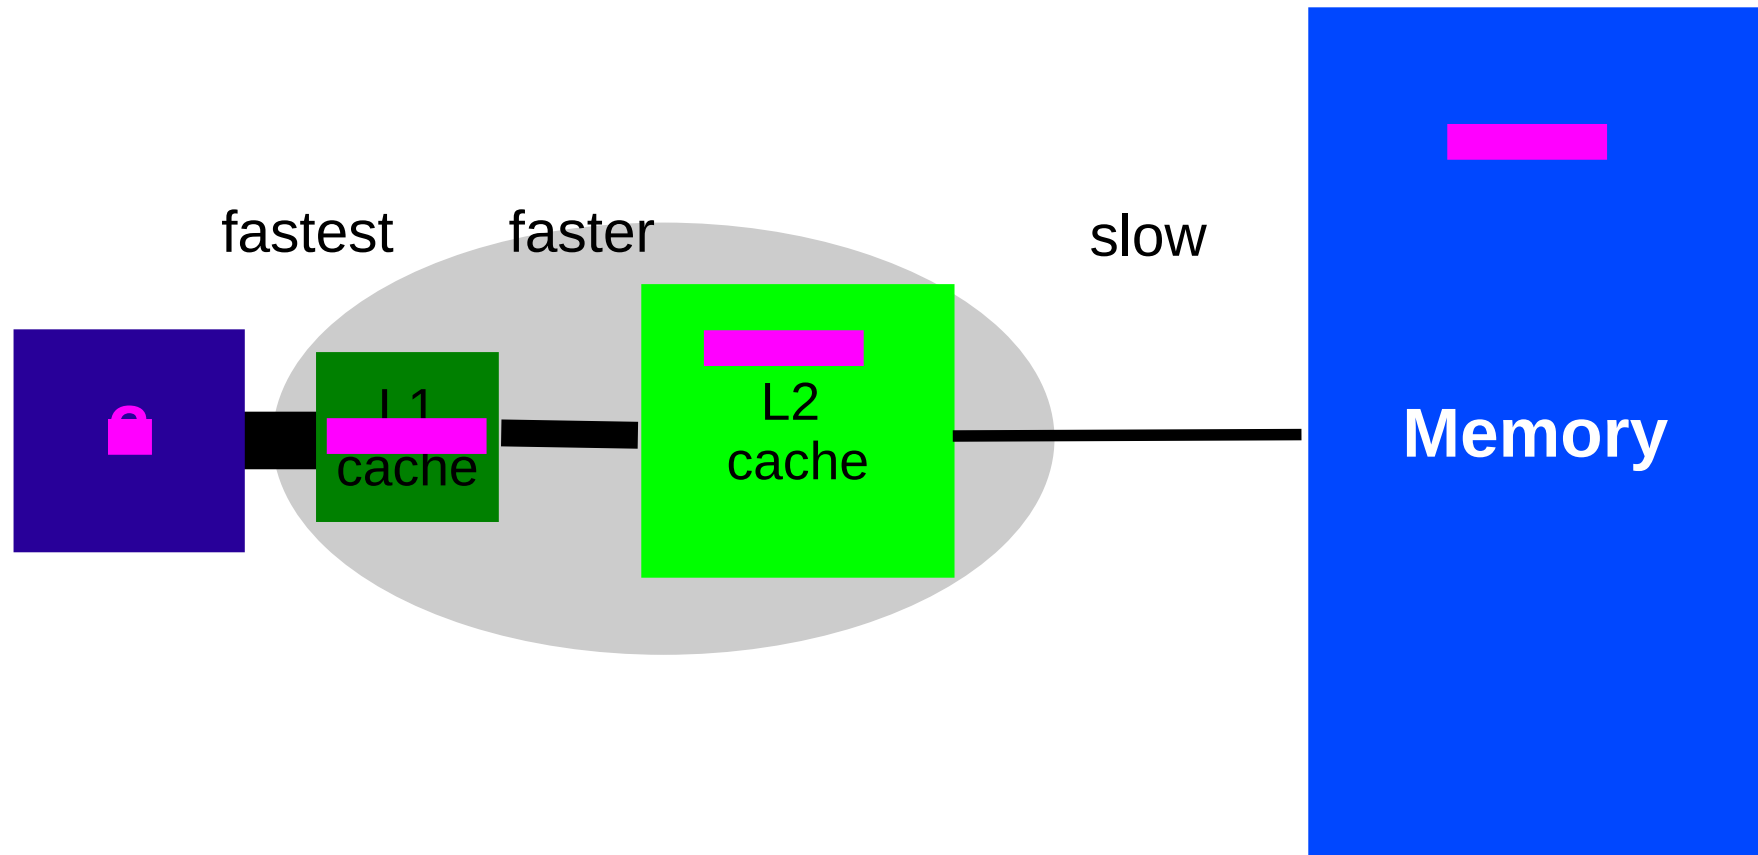 fastest
faster
slow
L1
cache
L2
cache
Memory